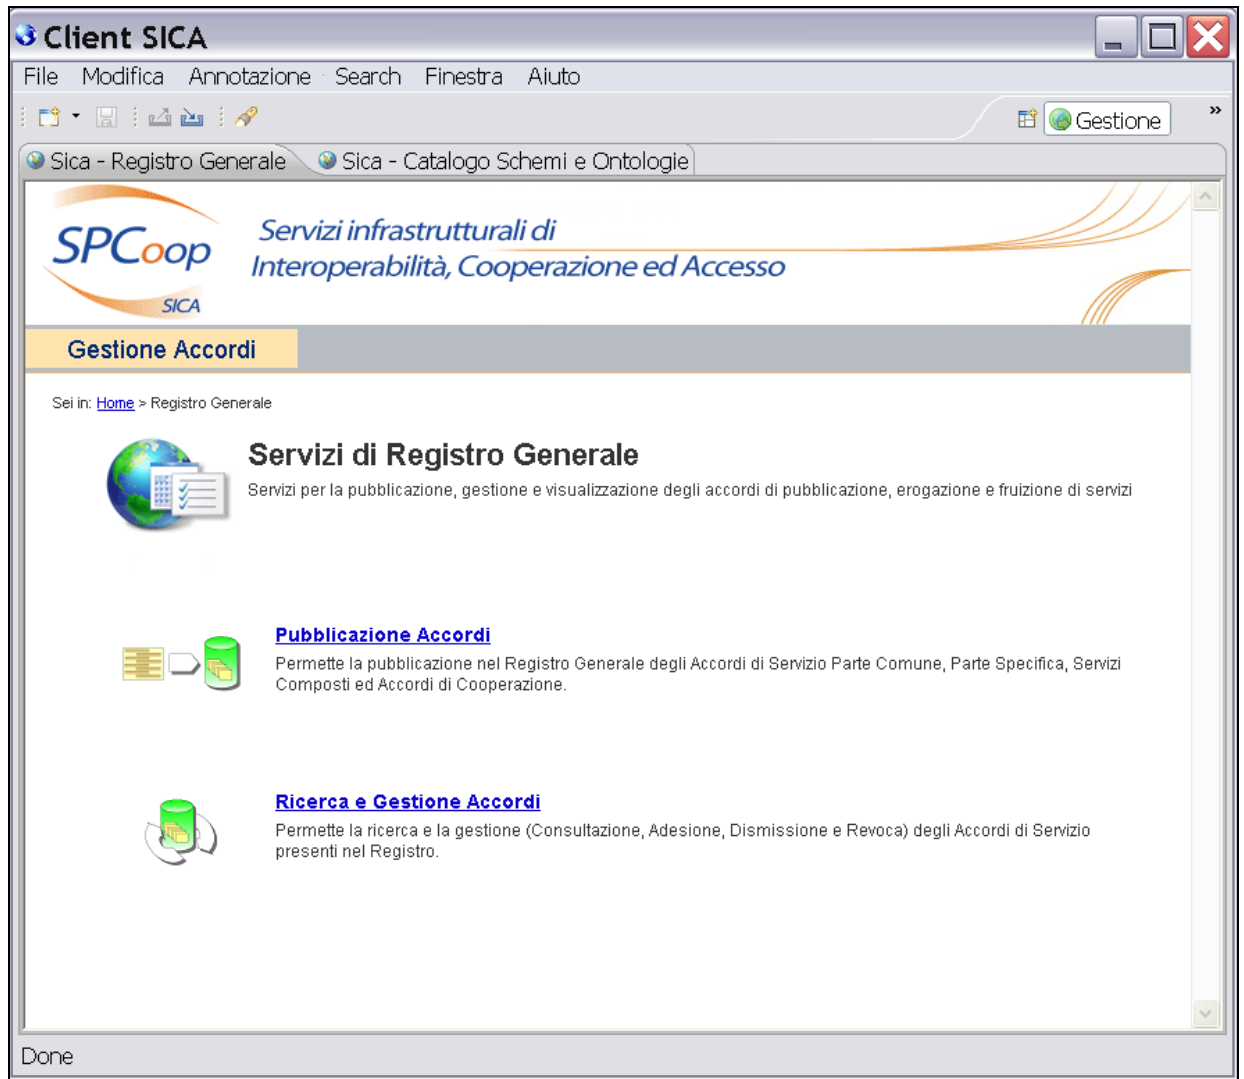 Client SICA
File Modifica Annotazione Search Finestra Aiuto
Gestione »
Sica - Registro Generale Sica - Catalogo Schemi e Ontologie
SPCoop
SICA
Servizi infrastrutturali di
Interoperabilità, Cooperazione ed Accesso
Gestione Accordi
Sei in: Home > Registro Generale
Servizi di Registro Generale
Servizi per la pubblicazione, gestione e visualizzazione degli accordi di pubblicazione, erogazione e fruizione di servizi
Pubblicazione Accordi
Permette la pubblicazione nel Registro Generale degli Accordi di Servizio Parte Comune, Parte Specifica, Servizi
Composti ed Accordi di Cooperazione.
Ricerca e Gestione Accordi
Permette la ricerca e la gestione (Consultazione, Adesione, Dismissione e Revoca) degli Accordi di Servizio
presenti nel Registro.
Done